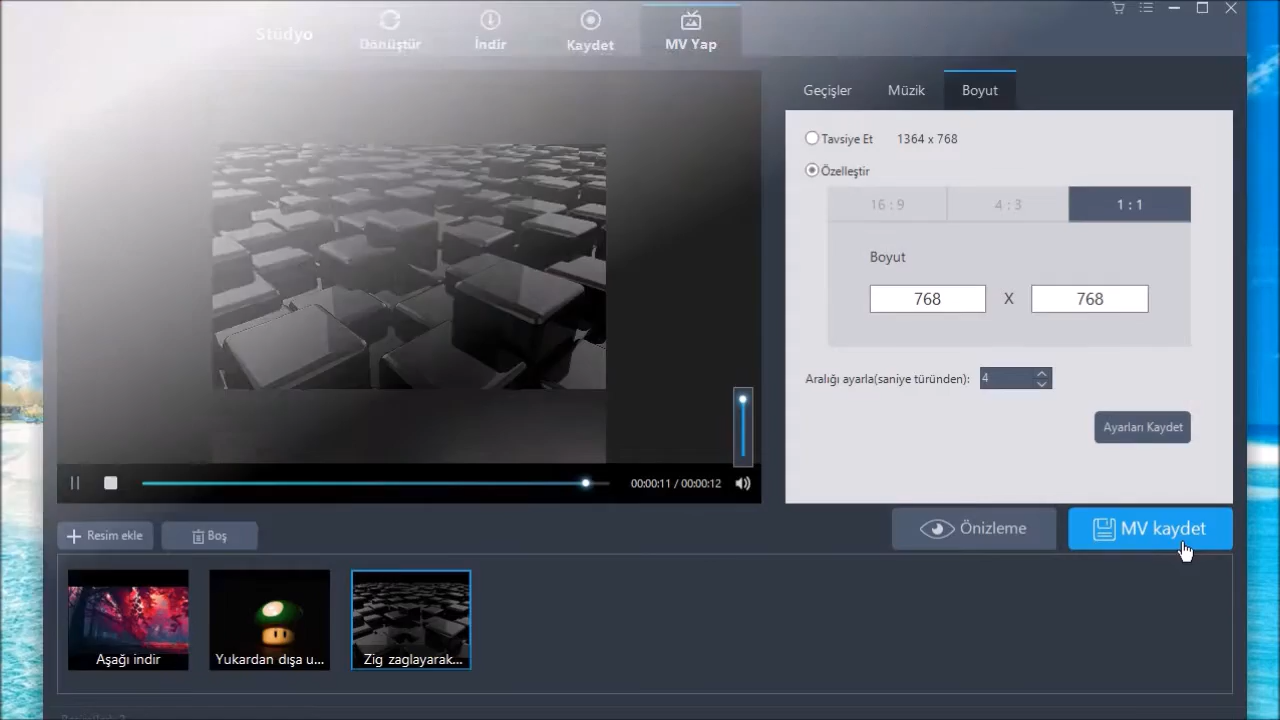 Stüdyo
Dönüştür
İndir
Kaydet
MV Yap
Geçişler
Müzik
Boyut
Tavsiye Et 1364 x 768
Özelleştir
16 : 9
4 : 3
1 : 1
Boyut
768 X 768
Aralığı ayarla(saniye türünden): 4
Ayarları Kaydet
00:00:11 / 00:00:12
Resim ekle
Boş
Önizleme
MV kaydet
Aşağı indir
Yukardan dışa u...
Zig zaglayarak...